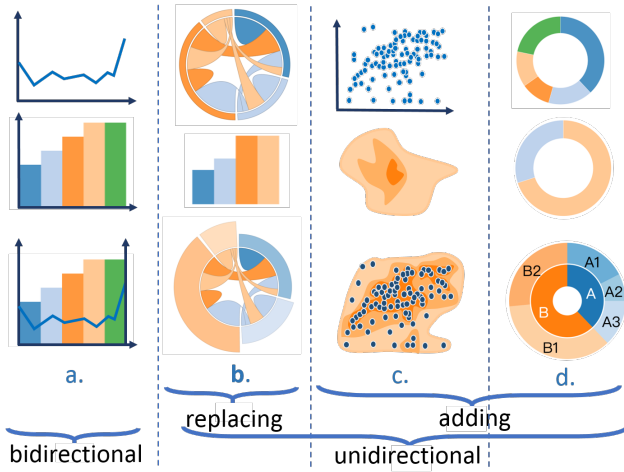 A1
B2
A
A2
B
A3
B1
a.
b.
c.
d.
replacing
adding
bidirectional
unidirectional